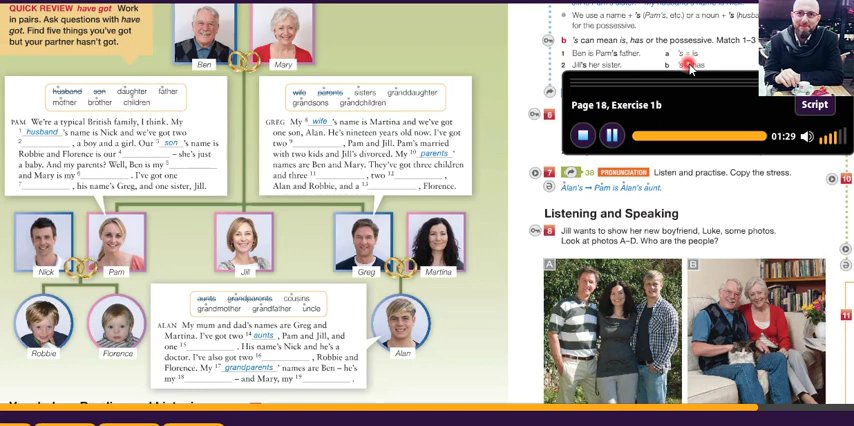 QUICK REVIEW have got Work
in pairs. Ask questions with have
got. Find five things you've got
but your partner hasn't got.
Ben
Mary
husband son daughter father
mother brother children
PAM We're a typical British family, I think. My
1 husband 's name is Nick and we've got two
2 , a boy and a girl. Our 3 son 's name is
Robbie and Florence is our 4 – she's just
a baby. And my parents? Well, Ben is my 5
and Mary is my 6 . I've got one
7 , his name's Greg, and one sister, Jill.
wife parents sisters granddaughter
grandsons grandchildren
GREG My 8 wife 's name is Martina and we've got
one son, Alan. He's nineteen years old now. I've got
two 9 , Pam and Jill. Pam's married
with two kids and Jill's divorced. My 10 parents '
names are Ben and Mary. They've got three children
and three 11 , two 12 ,
Alan and Robbie, and a 13 , Florence.
Nick
Pam
Jill
Greg
Martina
aunts grandparents cousins
grandmother grandfather uncle
ALAN My mum and dad's names are Greg and
Martina. I've got two 14 aunts , Pam and Jill, and
one 15 . His name's Nick and he's a
doctor. I've also got two 16 , Robbie and
Florence. My 17 grandparents ' names are Ben – he's
my 18 – and Mary, my 19 .
Robbie
Florence
Alan
We use a name + 's (Pam's, etc.) or a noun + 's
for the possessive.
b 's can mean is, has or the possessive. Match 1–3
1 Ben is Pam's father. a 's = is
2 Jill's her sister. b has
Page 18, Exercise 1b
Script
01:29
6
7 38 PRONUNCIATION Listen and practise. Copy the stress.
Alan's → Pam is Alan's aunt.
10
Listening and Speaking
8 Jill wants to show her new boyfriend, Luke, some photos.
Look at photos A–D. Who are the people?
A
B
11